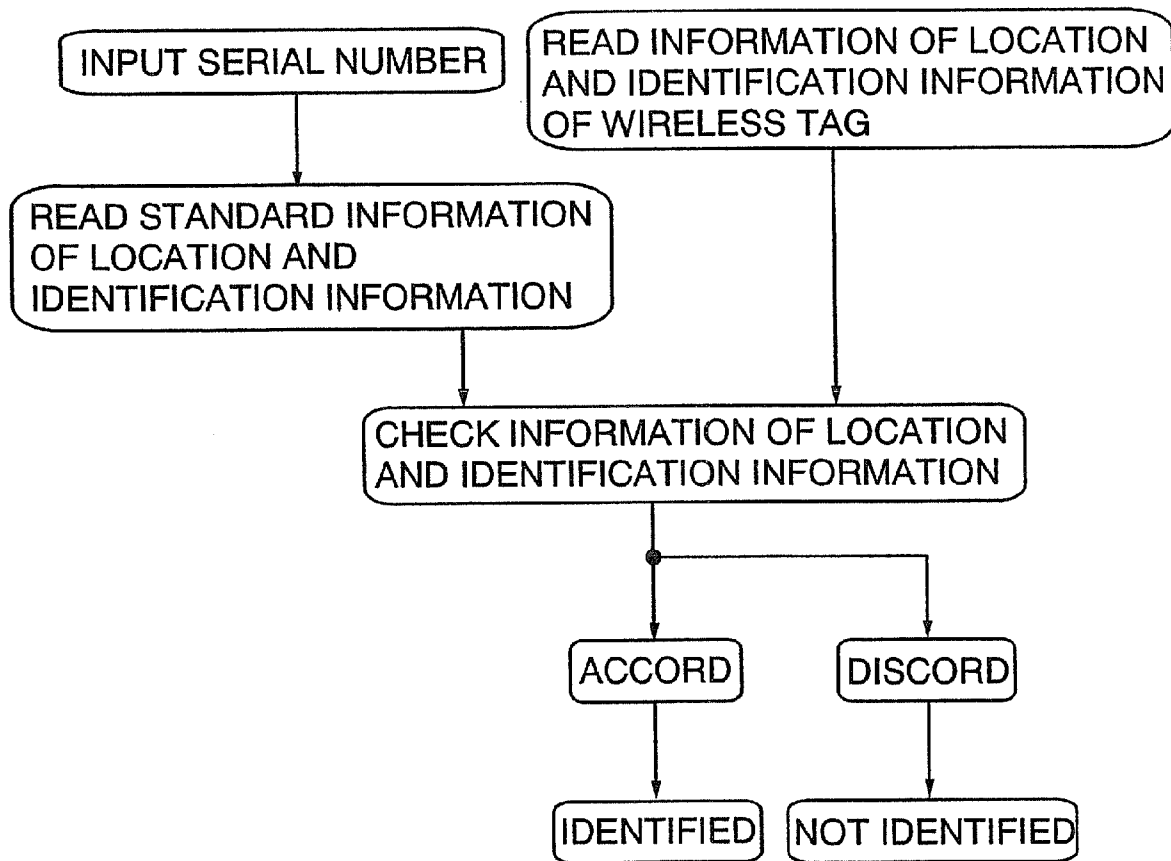 INPUT SERIAL NUMBER
READ INFORMATION OF LOCATION
AND IDENTIFICATION INFORMATION
OF WIRELESS TAG
READ STANDARD INFORMATION
OF LOCATION AND
IDENTIFICATION INFORMATION
CHECK INFORMATION OF LOCATION
AND IDENTIFICATION INFORMATION
ACCORD
DISCORD
IDENTIFIED
NOT IDENTIFIED